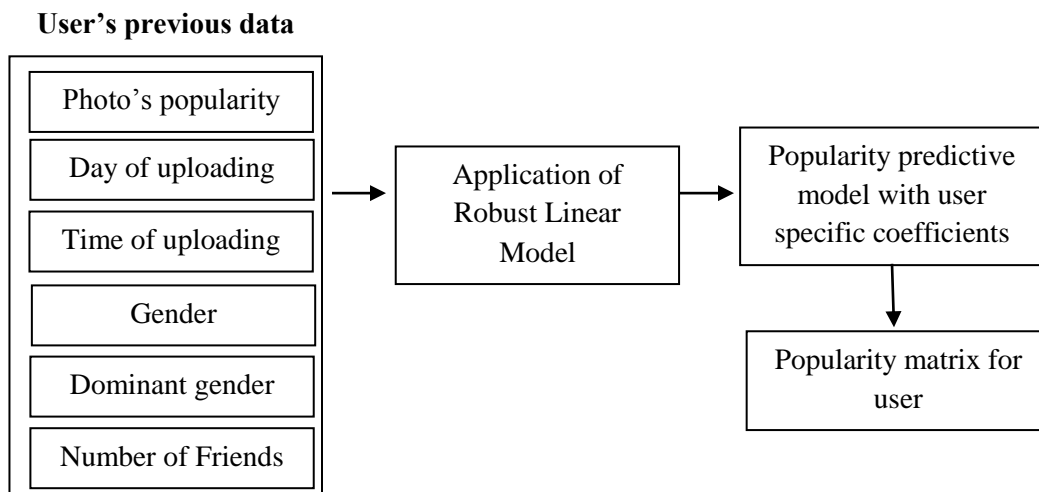 User’s previous data
Photo’s popularity
Day of uploading
Time of uploading
Gender
Dominant gender
Number of Friends
Application of
Robust Linear
Model
Popularity predictive
model with user
specific coefficients
Popularity matrix for
user